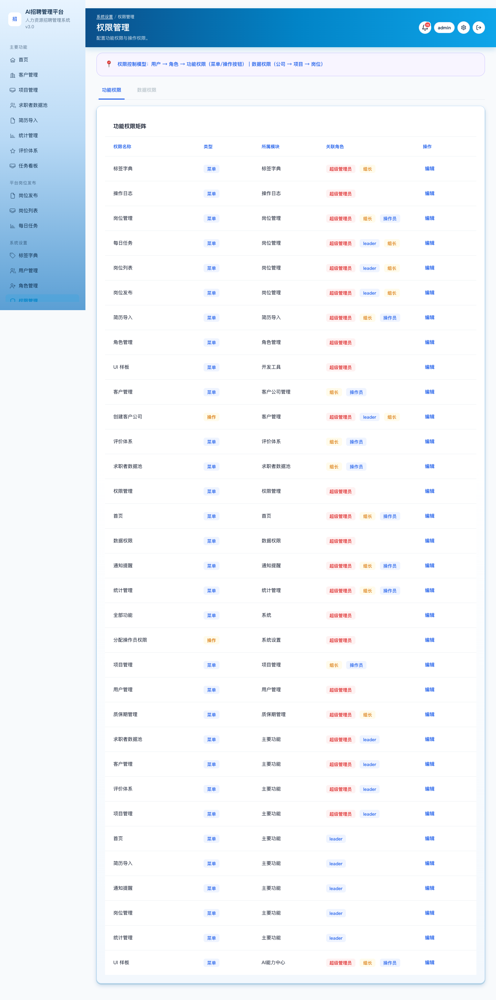 招
AI招聘管理平台
人力资源招聘管理系统
v3.0
主要功能
首页
客户管理
项目管理
求职者数据池
简历导入
统计管理
评价体系
任务看板
平台岗位发布
岗位发布
岗位列表
每日任务
系统设置
标签字典
用户管理
角色管理
权限管理
系统设置 / 权限管理
权限管理
配置功能权限与操作权限。
15
admin
权限控制模型：用户 → 角色 → 功能权限（菜单/操作按钮） | 数据权限（公司 → 项目 → 岗位）
功能权限 数据权限
功能权限矩阵
权限名称 类型 所属模块 关联角色 操作
标签字典 菜单 标签字典 超级管理员 组长 编辑
操作日志 菜单 操作日志 超级管理员 编辑
岗位管理 菜单 岗位管理 超级管理员 组长 操作员 编辑
每日任务 菜单 岗位管理 超级管理员 leader 组长 编辑
岗位列表 菜单 岗位管理 超级管理员 leader 组长 编辑
岗位发布 菜单 岗位管理 超级管理员 leader 组长 编辑
简历导入 菜单 简历导入 超级管理员 组长 操作员 编辑
角色管理 菜单 角色管理 超级管理员 编辑
UI 样板 菜单 开发工具 超级管理员 编辑
客户管理 菜单 客户公司管理 组长 操作员 编辑
创建客户公司 操作 客户管理 超级管理员 leader 组长 编辑
评价体系 菜单 评价体系 组长 操作员 编辑
求职者数据池 菜单 求职者数据池 组长 操作员 编辑
权限管理 菜单 权限管理 超级管理员 编辑
首页 菜单 首页 超级管理员 组长 操作员 编辑
数据权限 菜单 数据权限 超级管理员 编辑
通知提醒 菜单 通知提醒 超级管理员 组长 操作员 编辑
统计管理 菜单 统计管理 超级管理员 组长 操作员 编辑
全部功能 菜单 系统 超级管理员 编辑
分配操作员权限 操作 系统设置 超级管理员 编辑
项目管理 菜单 项目管理 组长 操作员 编辑
用户管理 菜单 用户管理 超级管理员 编辑
质保期管理 菜单 质保期管理 超级管理员 组长 编辑
求职者数据池 菜单 主要功能 超级管理员 leader 编辑
客户管理 菜单 主要功能 超级管理员 leader 编辑
评价体系 菜单 主要功能 超级管理员 leader 编辑
项目管理 菜单 主要功能 超级管理员 leader 编辑
首页 菜单 主要功能 leader 编辑
简历导入 菜单 主要功能 leader 编辑
通知提醒 菜单 主要功能 leader 编辑
岗位管理 菜单 主要功能 leader 编辑
统计管理 菜单 主要功能 leader 编辑
UI 样板 菜单 AI能力中心 超级管理员 组长 操作员 编辑